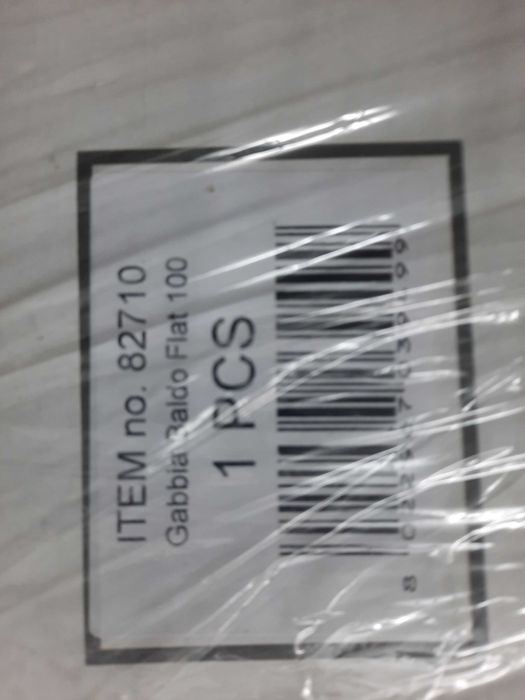 ITEM no. 82710
Gabbia Baldo Flat 100
1 PCS